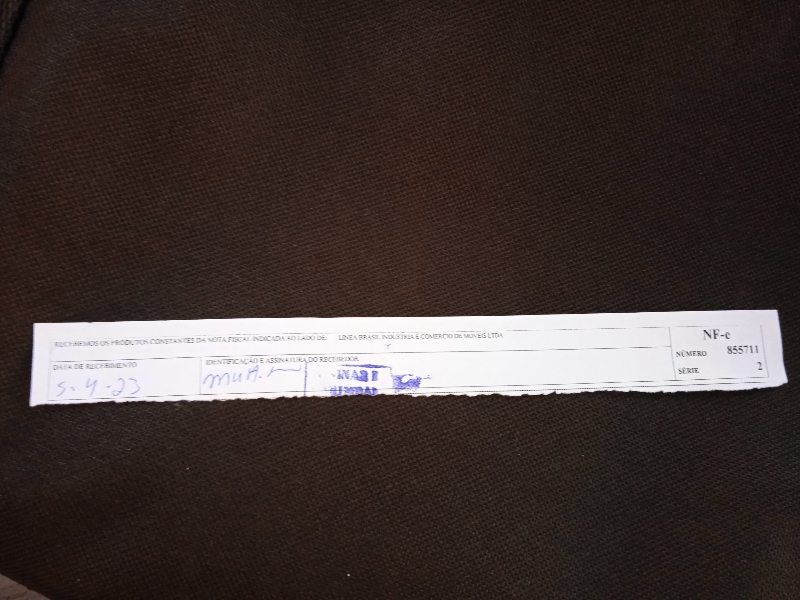 RECEBEMOS OS PRODUTOS CONSTANTES DA NOTA FISCAL INDICADA AO LADO DE: LINEA BRASIL INDUSTRIA E COMERCIO DE MOVEIS LTDA
NF-e
NÚMERO 855711
SÉRIE 2
DATA DE RECEBIMENTO
5.4-23
IDENTIFICAÇÃO E ASSINATURA DO RECEBEDOR